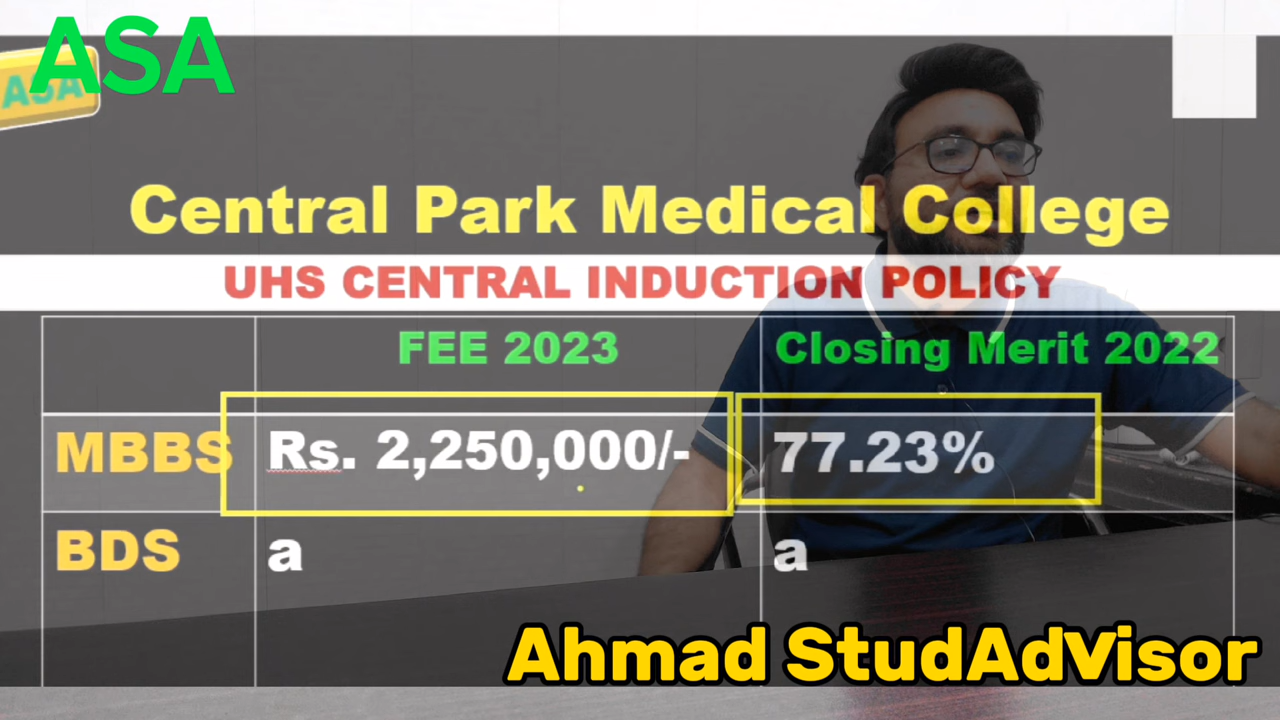 ASA
ASA
Central Park Medical College
UHS CENTRAL INDUCTION POLICY
FEE 2023 Closing Merit 2022
MBBS Rs. 2,250,000/- 77.23%
BDS a a
Ahmad StudAdVisor